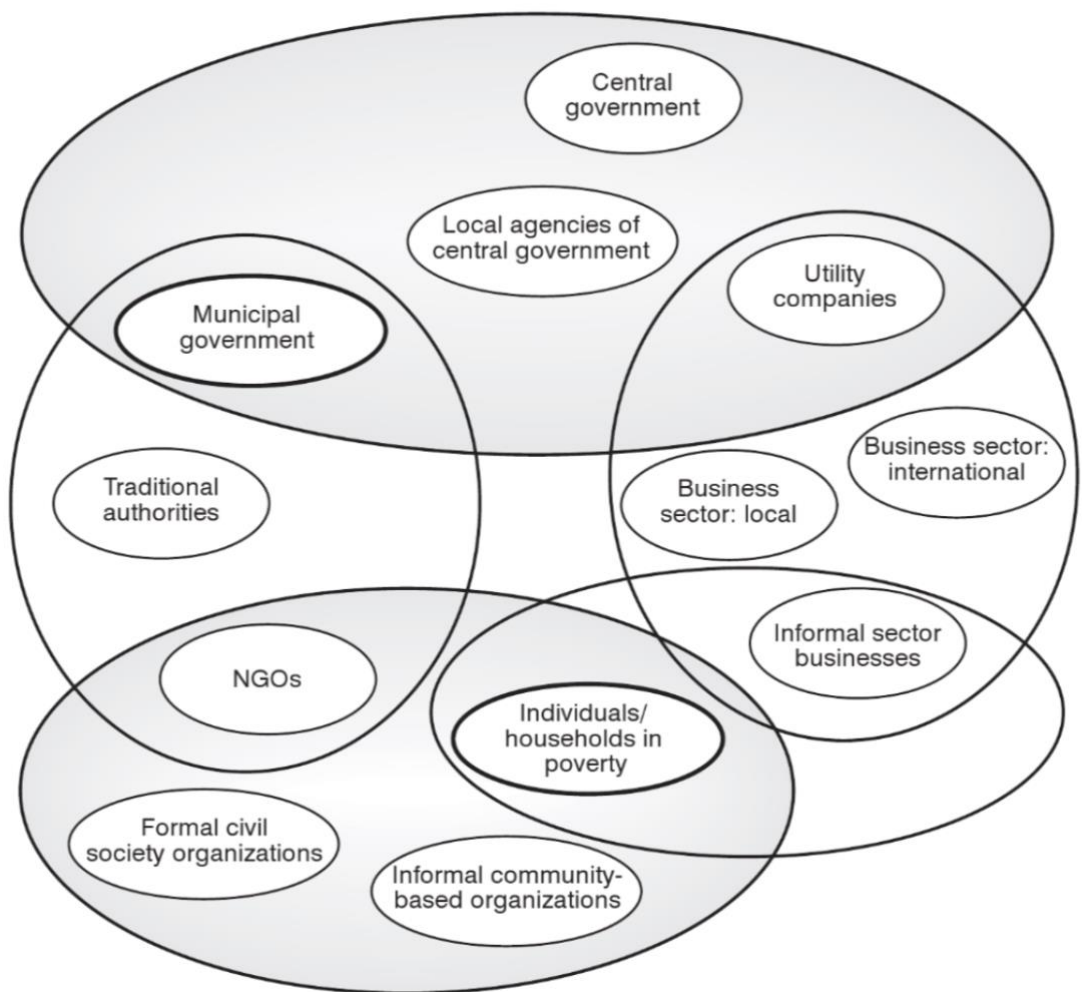 Central
government
Local agencies of
central government
Utility
companies
Municipal
government
Business sector:
international
Traditional
authorities
Business
sector: local
Informal sector
businesses
NGOs
Individuals/
households in
poverty
Formal civil
society organizations
Informal community-
based organizations